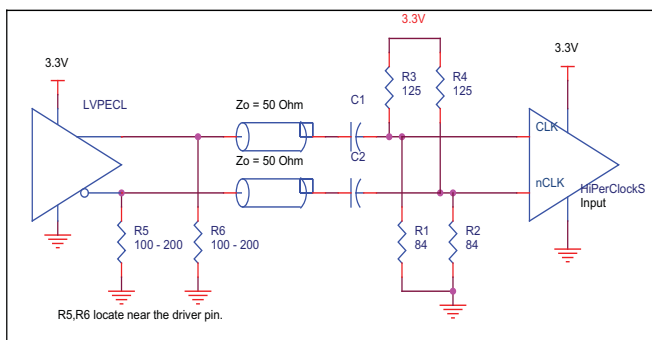 3.3V
3.3V
3.3V
LVPECL
R3
125
R4
125
Zo = 50 Ohm
C1
CLK
Zo = 50 Ohm
C2
nCLK
HiPerClockS
Input
R5
100 - 200
R6
100 - 200
R1
84
R2
84
R5,R6 locate near the driver pin.